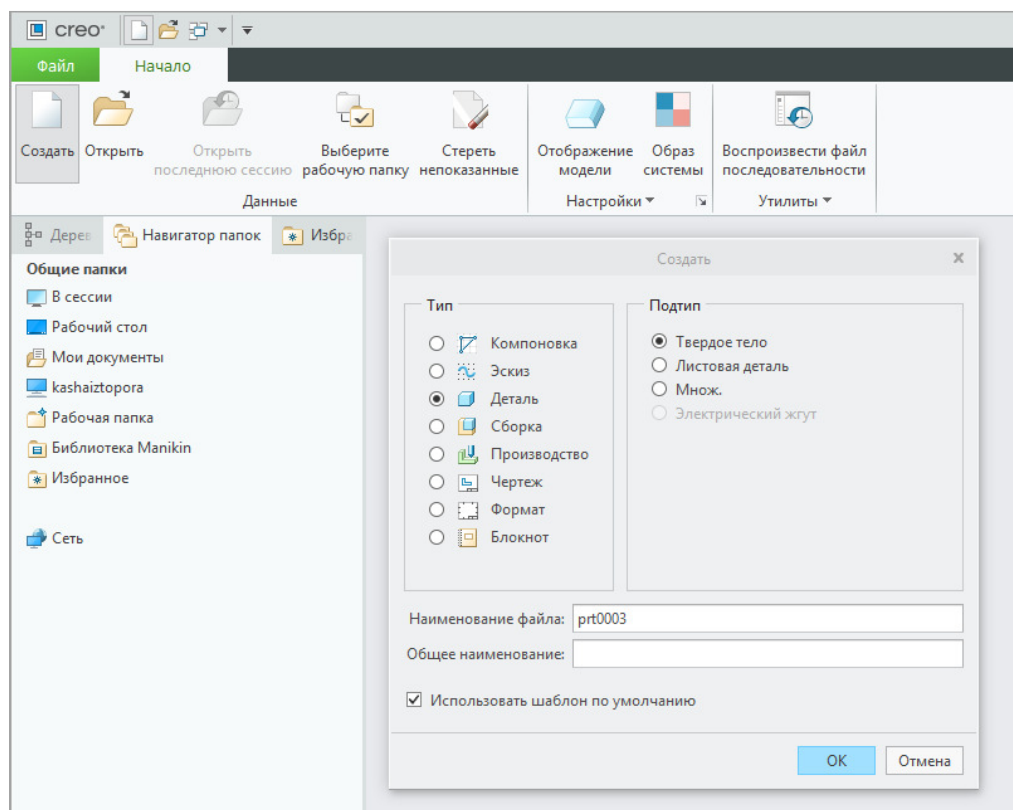 creo
Файл Начало
Создать Открыть Открыть последнюю сессию Выберите рабочую папку Стереть непоказанные Отображение модели Образ системы Воспроизвести файл последовательности
Данные Настройки Утилиты
Дерев Навигатор папок Избра
Общие папки
В сессии
Рабочий стол
Мои документы
kashaiztopora
Рабочая папка
Библиотека Manikin
Избранное
Сеть
Создать
Тип
Компоновка
Эскиз
Деталь
Сборка
Производство
Чертеж
Формат
Блокнот
Подтип
Твердое тело
Листовая деталь
Множ.
Электрический жгут
Наименование файла: prt0003
Общее наименование:
Использовать шаблон по умолчанию
OK Отмена